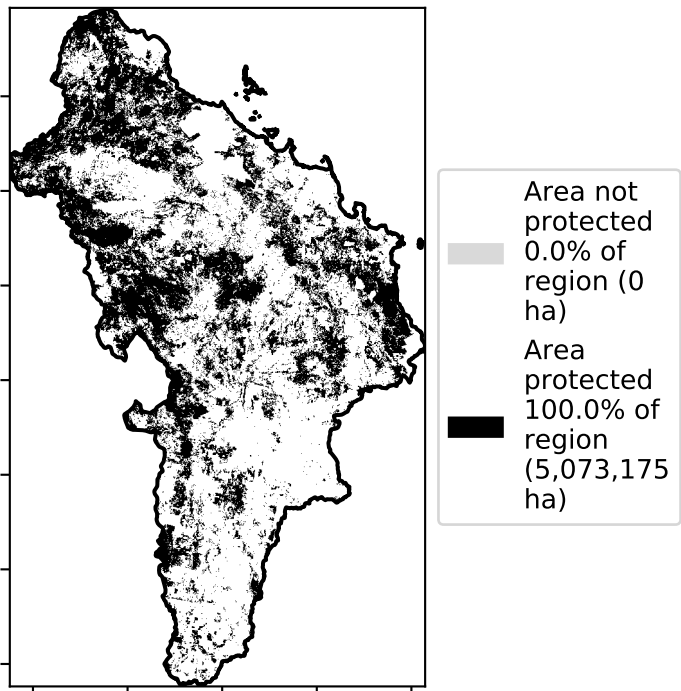 Area not
protected
0.0% of
region (0
ha)
Area
protected
100.0% of
region
(5,073,175
ha)